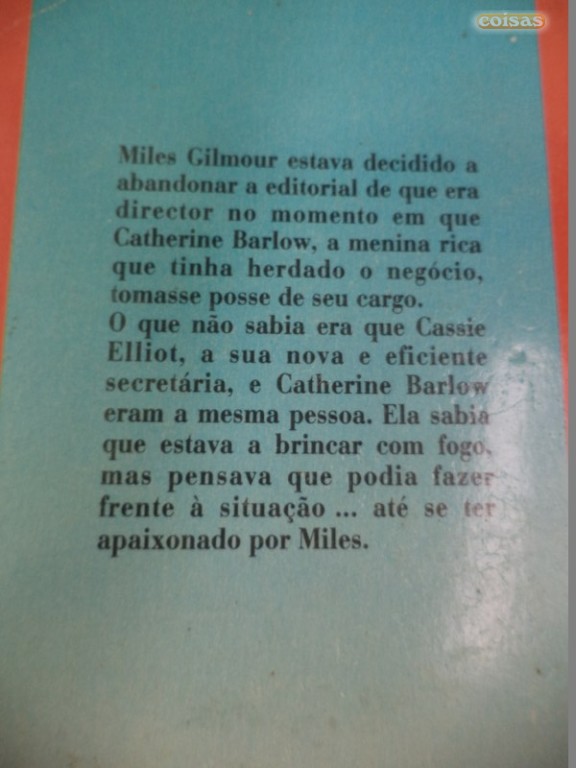 coisas
Miles Gilmour estava decidido a
abandonar a editorial de que era
director no momento em que
Catherine Barlow, a menina rica
que tinha herdado o negócio,
tomasse posse de seu cargo.
O que não sabia era que Cassie
Elliot, a sua nova e eficiente
secretária, e Catherine Barlow
eram a mesma pessoa. Ela sabia
que estava a brincar com fogo,
mas pensava que podia fazer
frente à situação ... até se ter
apaixonado por Miles.